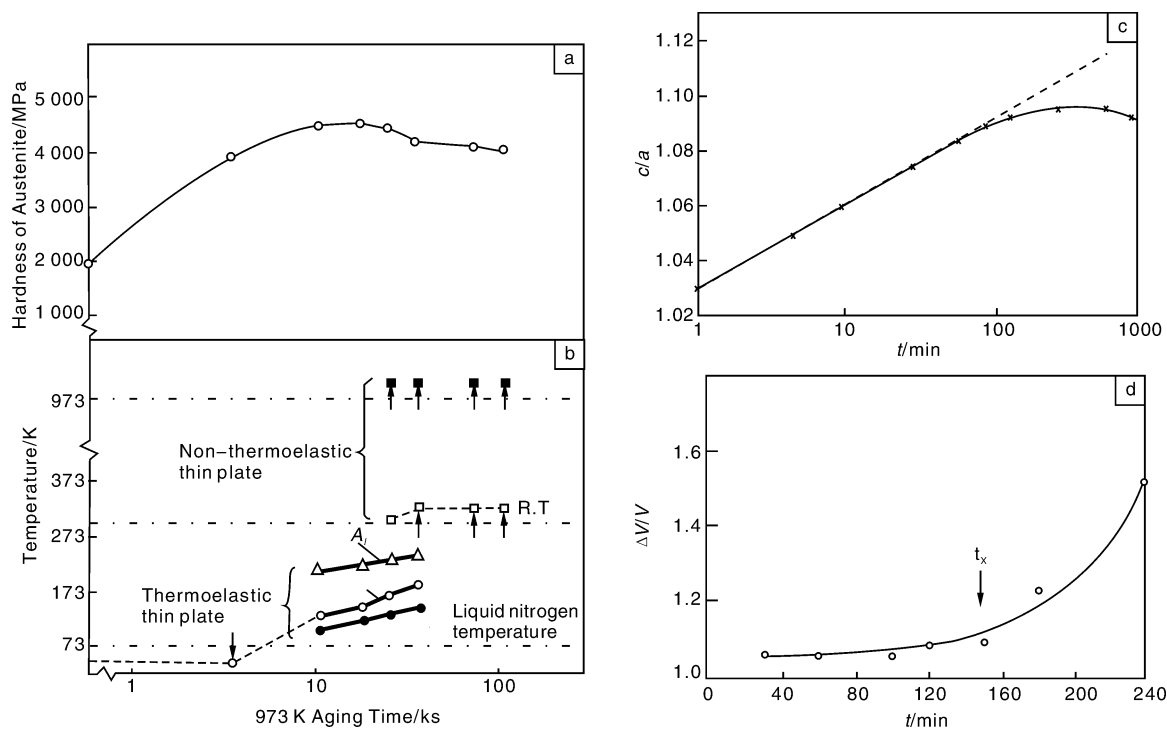 a
Hardness of Austenite/MPa
5 000
4 000
3 000
2 000
1 000
b
Temperature/K
973
373
273
173
73
Non-thermoelastic
thin plate
R.T
Thermoelastic
thin plate
Liquid nitrogen
temperature
1
10
100
973 K Aging Time/ks
c
c/a
1.12
1.10
1.08
1.06
1.04
1.02
1
10
100
1000
t/min
d
ΔV/V
1.6
1.4
1.2
1.0
tx
0
40
80
120
160
200
240
t/min